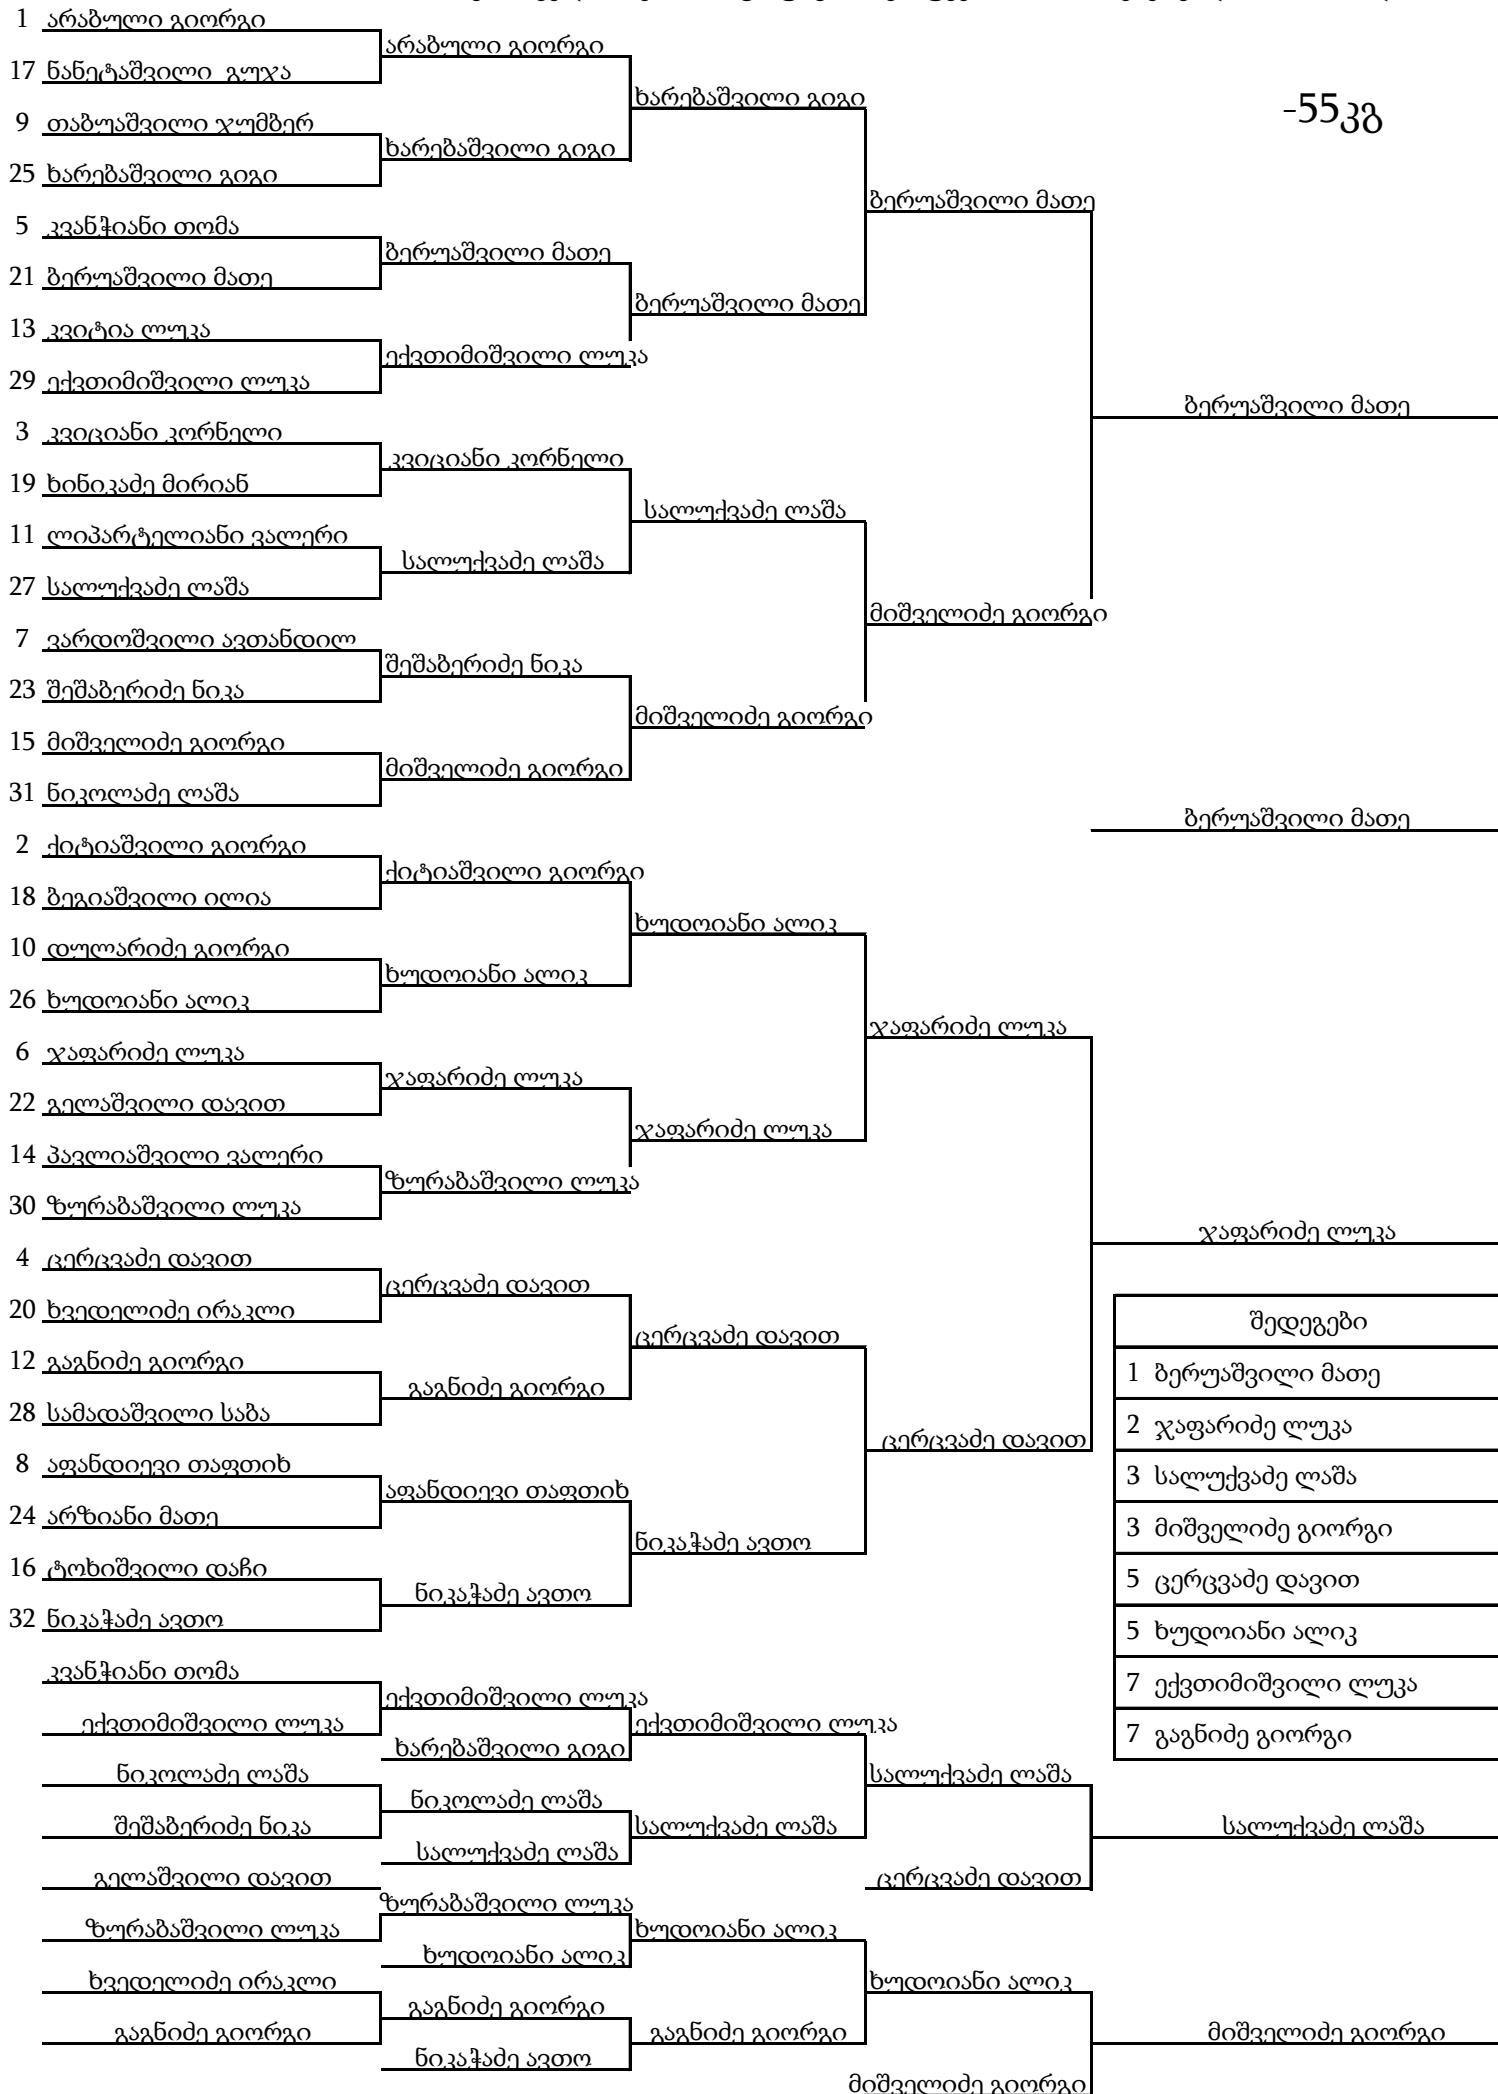 1 არაბული გიორგი
არაბული გიორგი
17 ნანეტაშვილი გუჯა
ხარებაშვილი გიგი
-55კგ
9 თაბუაშვილი ჯუმბერ
ხარებაშვილი გიგი
25 ხარებაშვილი გიგი
ბერუაშვილი მათე
5 კვანჭიანი თომა
ბერუაშვილი მათე
21 ბერუაშვილი მათე
ბერუაშვილი მათე
13 კვიტია ლუკა
ექვთიმიშვილი ლუკა
29 ექვთიმიშვილი ლუკა
ბერუაშვილი მათე
3 კვიციანი კორნელი
კვიციანი კორნელი
19 ხინიკაძე მირიან
სალუქვაძე ლაშა
11 ლიპარტელიანი ვალერი
სალუქვაძე ლაშა
27 სალუქვაძე ლაშა
მიშველიძე გიორგი
7 ვარდოშვილი ავთანდილ
შეშაბერიძე ნიკა
23 შეშაბერიძე ნიკა
მიშველიძე გიორგი
15 მიშველიძე გიორგი
მიშველიძე გიორგი
31 ნიკოლაძე ლაშა
ბერუაშვილი მათე
2 ქიტიაშვილი გიორგი
ქიტიაშვილი გიორგი
18 ბეგიაშვილი ილია
ხუდოიანი ალიკ
10 დულარიძე გიორგი
ხუდოიანი ალიკ
26 ხუდოიანი ალიკ
ჯაფარიძე ლუკა
6 ჯაფარიძე ლუკა
ჯაფარიძე ლუკა
22 გელაშვილი დავით
ჯაფარიძე ლუკა
14 პავლიაშვილი ვალერი
ზურაბაშვილი ლუკა
30 ზურაბაშვილი ლუკა
ჯაფარიძე ლუკა
4 ცერცვაძე დავით
ცერცვაძე დავით
20 ხვედელიძე ირაკლი
ცერცვაძე დავით
12 გაგნიძე გიორგი
გაგნიძე გიორგი
28 სამადაშვილი საბა
ცერცვაძე დავით
8 აფანდიევი თაფთიხ
აფანდიევი თაფთიხ
24 არზიანი მათე
ნიკაჭაძე ავთო
16 ტოხიშვილი დაჩი
ნიკაჭაძე ავთო
32 ნიკაჭაძე ავთო
შედეგები
1 ბერუაშვილი მათე
2 ჯაფარიძე ლუკა
3 სალუქვაძე ლაშა
3 მიშველიძე გიორგი
5 ცერცვაძე დავით
5 ხუდოიანი ალიკ
7 ექვთიმიშვილი ლუკა
7 გაგნიძე გიორგი
კვანჭიანი თომა
ექვთიმიშვილი ლუკა
ექვთიმიშვილი ლუკა
ექვთიმიშვილი ლუკა
ხარებაშვილი გიგი
ნიკოლაძე ლაშა
სალუქვაძე ლაშა
ნიკოლაძე ლაშა
შეშაბერიძე ნიკა
სალუქვაძე ლაშა
სალუქვაძე ლაშა
სალუქვაძე ლაშა
გელაშვილი დავით
ცერცვაძე დავით
ზურაბაშვილი ლუკა
ზურაბაშვილი ლუკა
ხუდოიანი ალიკ
ხუდოიანი ალიკ
ხვედელიძე ირაკლი
ხუდოიანი ალიკ
გაგნიძე გიორგი
გაგნიძე გიორგი
გაგნიძე გიორგი
მიშველიძე გიორგი
ნიკაჭაძე ავთო
მიშველიძე გიორგი